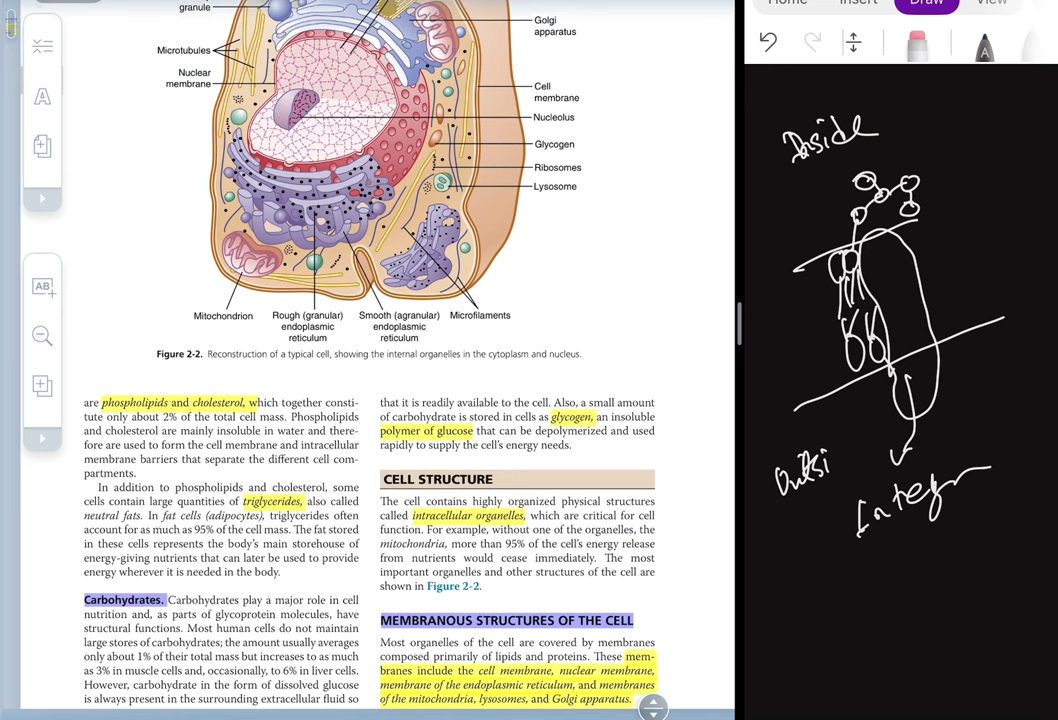 granule
Microtubules
Nuclear
membrane
Golgi
apparatus
Cell
membrane
Nucleolus
Glycogen
Ribosomes
Lysosome
Mitochondrion
Rough (granular)
endoplasmic
reticulum
Smooth (agranular)
endoplasmic
reticulum
Microfilaments
Figure 2-2. Reconstruction of a typical cell, showing the internal organelles in the cytoplasm and nucleus.
are phospholipids and cholesterol, which together consti-
tute only about 2% of the total cell mass. Phospholipids
and cholesterol are mainly insoluble in water and there-
fore are used to form the cell membrane and intracellular
membrane barriers that separate the different cell com-
partments.
In addition to phospholipids and cholesterol, some
cells contain large quantities of triglycerides, also called
neutral fats. In fat cells (adipocytes), triglycerides often
account for as much as 95% of the cell mass. The fat stored
in these cells represents the body's main storehouse of
energy-giving nutrients that can later be used to provide
energy wherever it is needed in the body.
Carbohydrates. Carbohydrates play a major role in cell
nutrition and, as parts of glycoprotein molecules, have
structural functions. Most human cells do not maintain
large stores of carbohydrates; the amount usually averages
only about 1% of their total mass but increases to as much
as 3% in muscle cells and, occasionally, to 6% in liver cells.
However, carbohydrate in the form of dissolved glucose
is always present in the surrounding extracellular fluid so
that it is readily available to the cell. Also, a small amount
of carbohydrate is stored in cells as glycogen, an insoluble
polymer of glucose that can be depolymerized and used
rapidly to supply the cell's energy needs.
CELL STRUCTURE
The cell contains highly organized physical structures
called intracellular organelles, which are critical for cell
function. For example, without one of the organelles, the
mitochondria, more than 95% of the cell's energy release
from nutrients would cease immediately. The most
important organelles and other structures of the cell are
shown in Figure 2-2.
MEMBRANOUS STRUCTURES OF THE CELL
Most organelles of the cell are covered by membranes
composed primarily of lipids and proteins. These mem-
branes include the cell membrane, nuclear membrane,
membrane of the endoplasmic reticulum, and membranes
of the mitochondria, lysosomes, and Golgi apparatus.
A
AB
Home Insert Draw View
A
Inside
Outsi
Integr